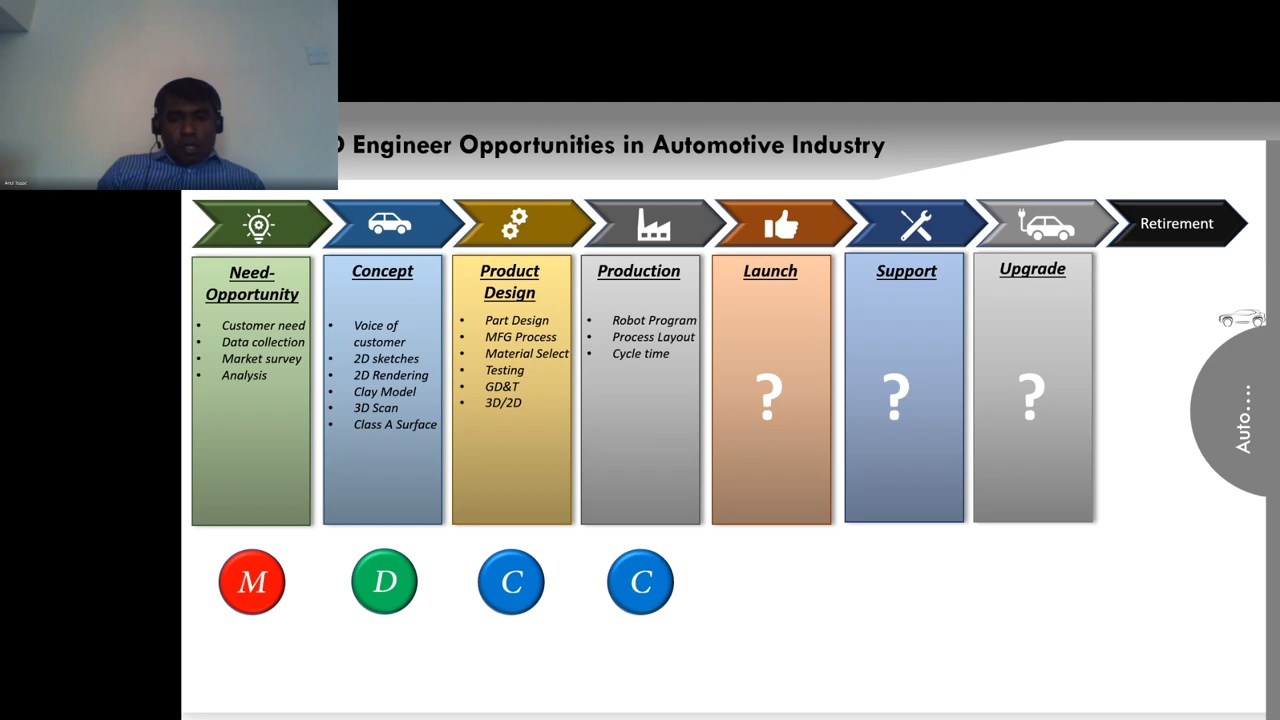 D Engineer Opportunities in Automotive Industry
Retirement
Need-
Opportunity
• Customer need
• Data collection
• Market survey
• Analysis
Concept
• Voice of
customer
• 2D sketches
• 2D Rendering
• Clay Model
• 3D Scan
• Class A Surface
Product
Design
• Part Design
• MFG Process
• Material Select
• Testing
• GD&T
• 3D/2D
Production
• Robot Program
• Process Layout
• Cycle time
Launch
?
Support
?
Upgrade
?
Auto....
M
D
C
C